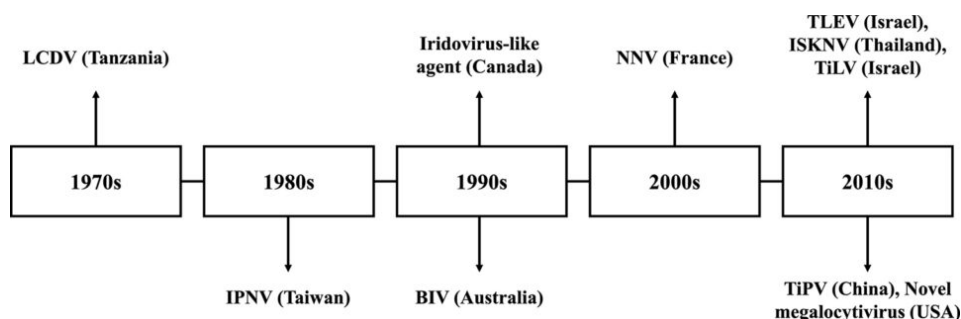 TLEV (Israel),
ISKNV (Thailand),
TiLV (Israel)
LCDV (Tanzania)
Iridovirus-like
agent (Canada)
NNV (France)
1970s
1980s
1990s
2000s
2010s
IPNV (Taiwan)
BIV (Australia)
TiPV (China), Novel
megalocytivirus (USA)